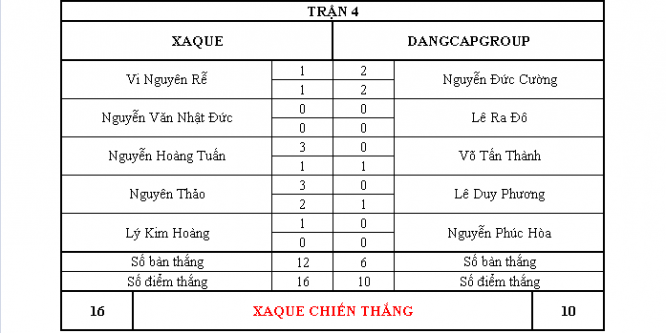 TRẬN 4
XAQUE DANGCAPGROUP
Vi Nguyên Rễ 1 2 Nguyễn Đức Cường
1 2
Nguyễn Văn Nhật Đức 0 0 Lê Ra Đô
0 0
Nguyễn Hoàng Tuấn 3 0 Võ Tấn Thành
1 1
Nguyên Thảo 3 0 Lê Duy Phương
2 1
Lý Kim Hoàng 1 0 Nguyễn Phúc Hòa
0 0
Số bàn thắng 12 6 Số bàn thắng
Số điểm thắng 16 10 Số điểm thắng
16 XAQUE CHIẾN THẮNG 10